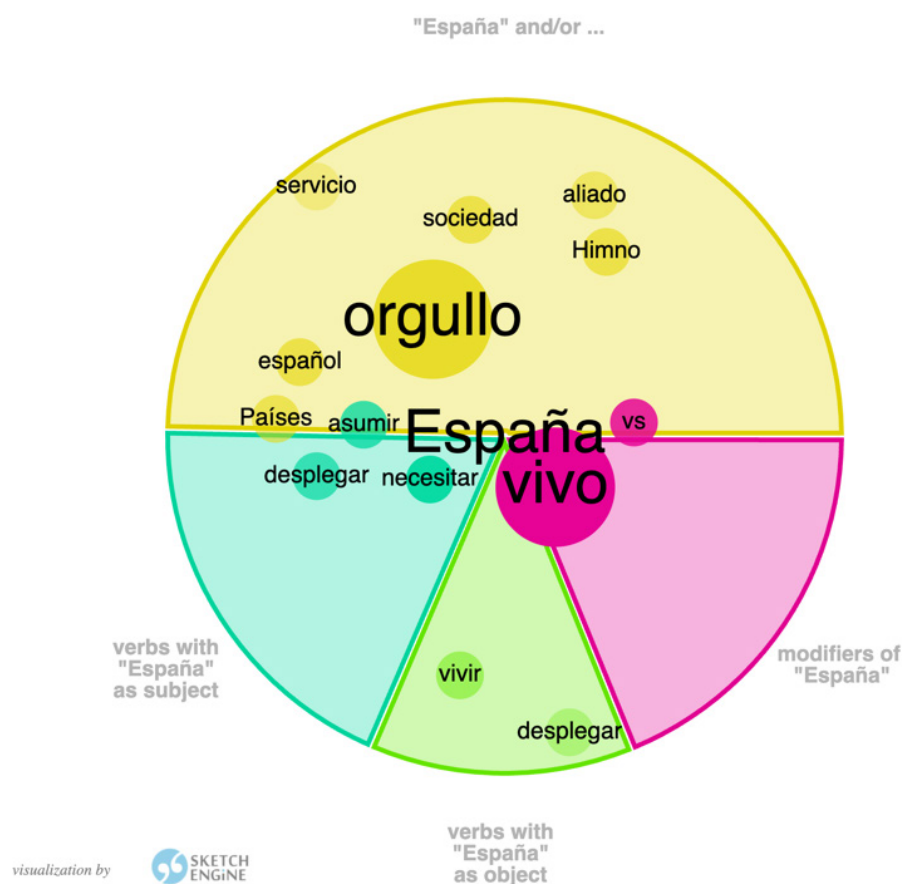 "España" and/or ...
servicio
aliado
sociedad
Himno
orgullo
español
Países
asumir
España
vs
desplegar
necesitar
vivo
verbs with
"España"
as subject
modifiers of
"España"
vivir
desplegar
verbs with
"España"
as object
visualization by
SKETCH
ENGINE